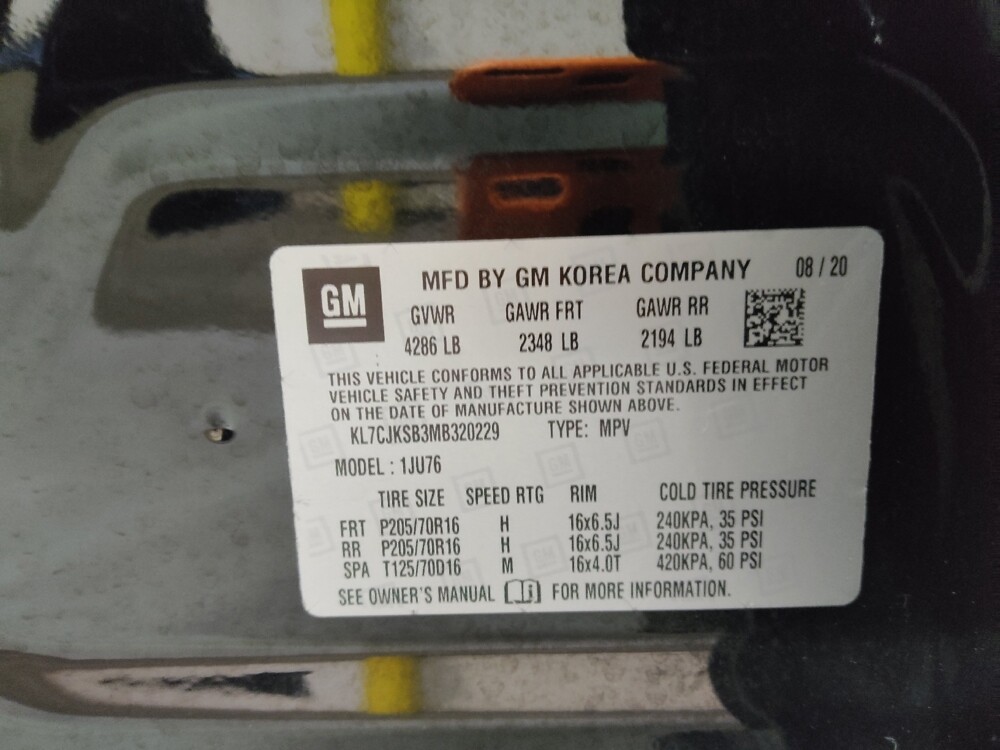 GM
MFD BY GM KOREA COMPANY 08 / 20
GVWR GAWR FRT GAWR RR
4286 LB 2348 LB 2194 LB
THIS VEHICLE CONFORMS TO ALL APPLICABLE U.S. FEDERAL MOTOR
VEHICLE SAFETY AND THEFT PREVENTION STANDARDS IN EFFECT
ON THE DATE OF MANUFACTURE SHOWN ABOVE.
KL7CJKSB3MB320229 TYPE: MPV
MODEL : 1JU76
TIRE SIZE SPEED RTG RIM COLD TIRE PRESSURE
FRT P205/70R16 H 16x6.5J 240KPA, 35 PSI
RR P205/70R16 H 16x6.5J 240KPA, 35 PSI
SPA T125/70D16 M 16x4.0T 420KPA, 60 PSI
SEE OWNER'S MANUAL FOR MORE INFORMATION.